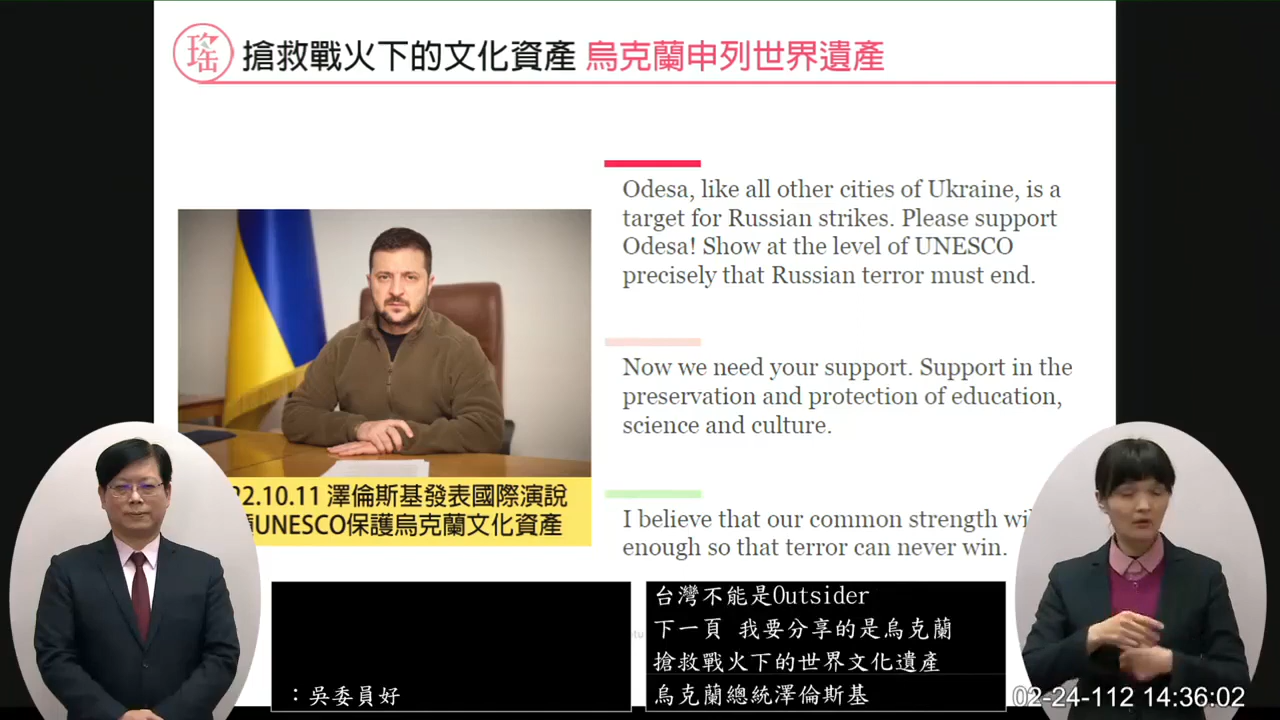 瑤
搶救戰火下的文化資產 烏克蘭申列世界遺產
Odesa, like all other cities of Ukraine, is a
target for Russian strikes. Please support
Odesa! Show at the level of UNESCO
precisely that Russian terror must end.
Now we need your support. Support in the
preservation and protection of education,
science and culture.
I believe that our common strength
enough so that terror can never win.
2.10.11 澤倫斯基發表國際演說
UNESCO保護烏克蘭文化資產
：吳委員好
台灣不能是Outsider
下一頁 我要分享的是烏克蘭
搶救戰火下的世界文化遺產
烏克蘭總統澤倫斯基
02-24-112 14:36:02